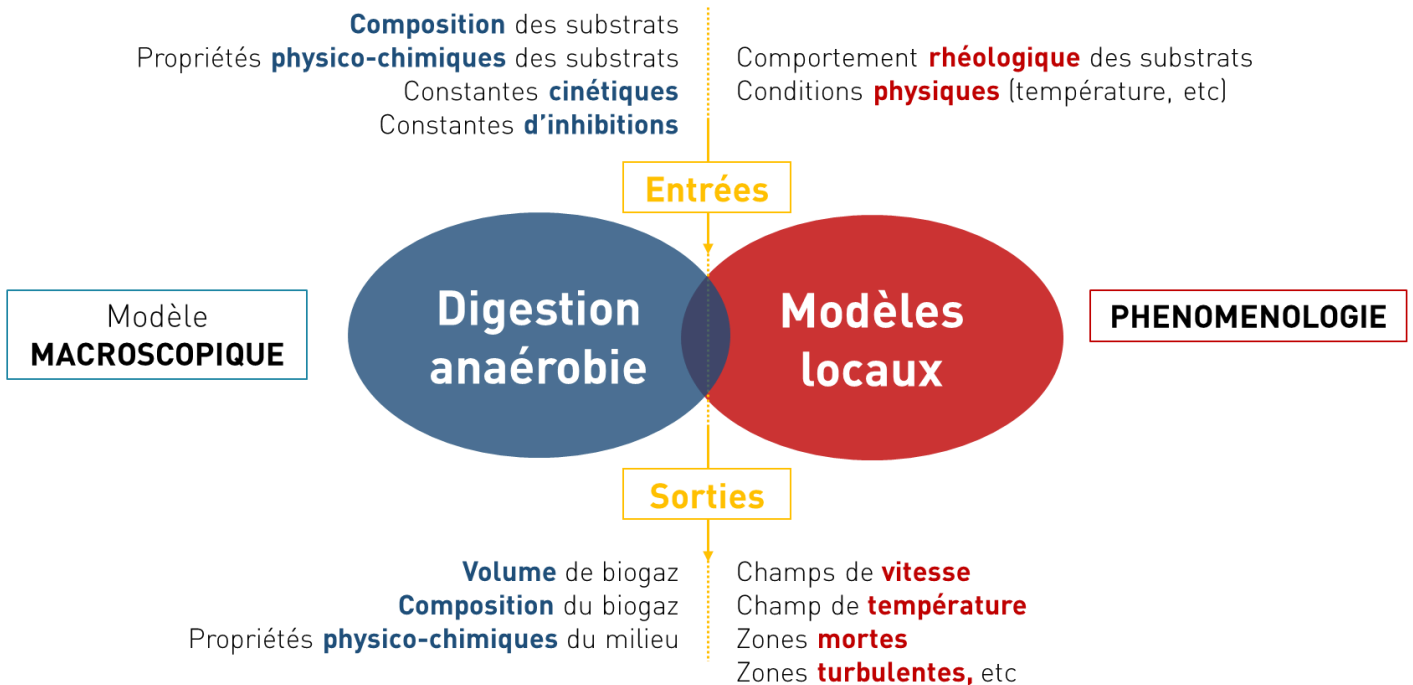 Composition des substrats
Propriétés physico-chimiques des substrats
Constantes cinétiques
Constantes d’inhibitions
Comportement rhéologique des substrats
Conditions physiques (température, etc)
Entrées
Modèle
MACROSCOPIQUE
Digestion
anaérobie
Modèles
locaux
PHENOMENOLOGIE
Sorties
Volume de biogaz
Composition du biogaz
Propriétés physico-chimiques du milieu
Champs de vitesse
Champ de température
Zones mortes
Zones turbulentes, etc